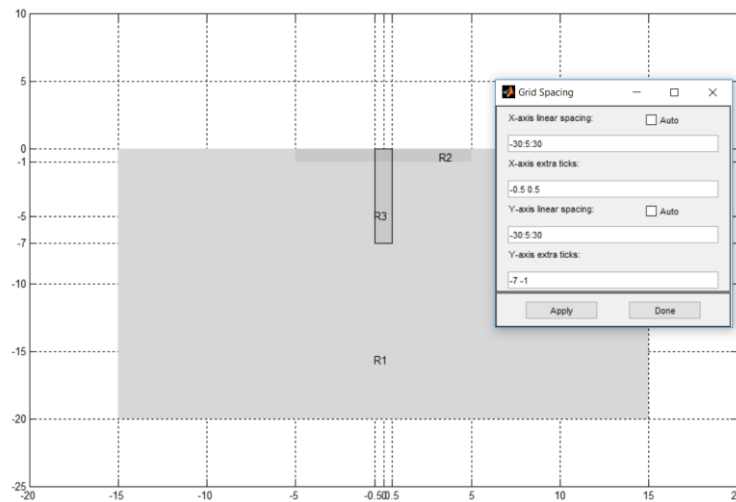 10
5
0
-1
-5
-7
-10
-15
-20
-25
-20
-15
-10
-5
-0.500.5
5
10
15
20
R2
R3
R1
Grid Spacing
X-axis linear spacing:
Auto
-30:5:30
X-axis extra ticks:
-0.5 0.5
Y-axis linear spacing:
Auto
-30:5:30
Y-axis extra ticks:
-7 -1
Apply
Done